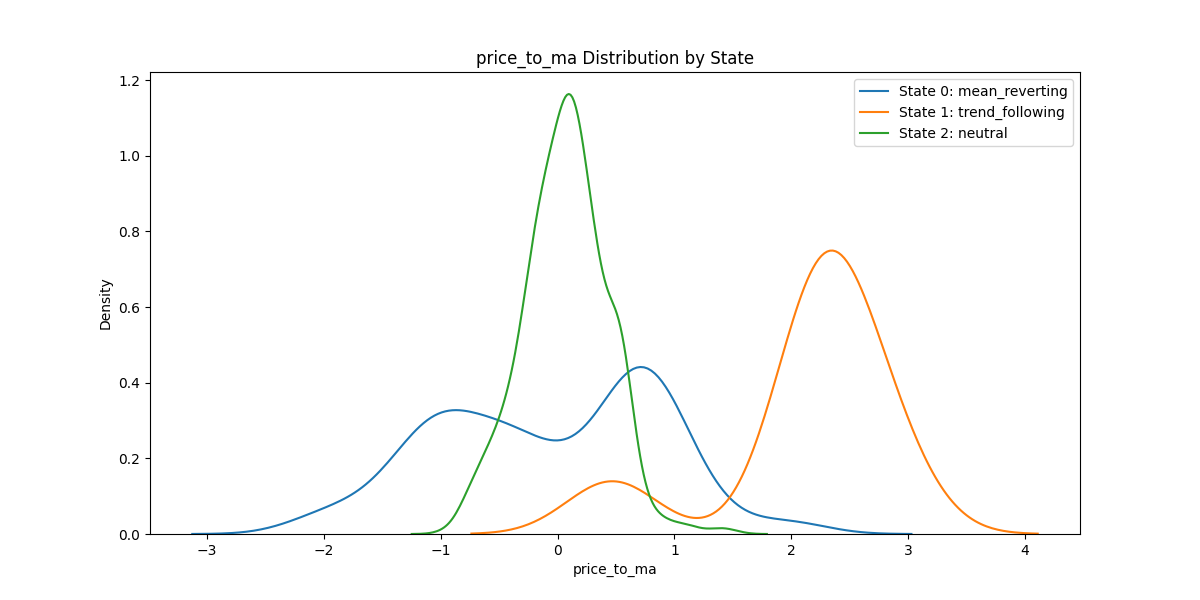 price_to_ma Distribution by State
State 0: mean_reverting
State 1: trend_following
State 2: neutral
Density
1.2
1.0
0.8
0.6
0.4
0.2
0.0
−3
−2
−1
0
1
2
3
4
price_to_ma